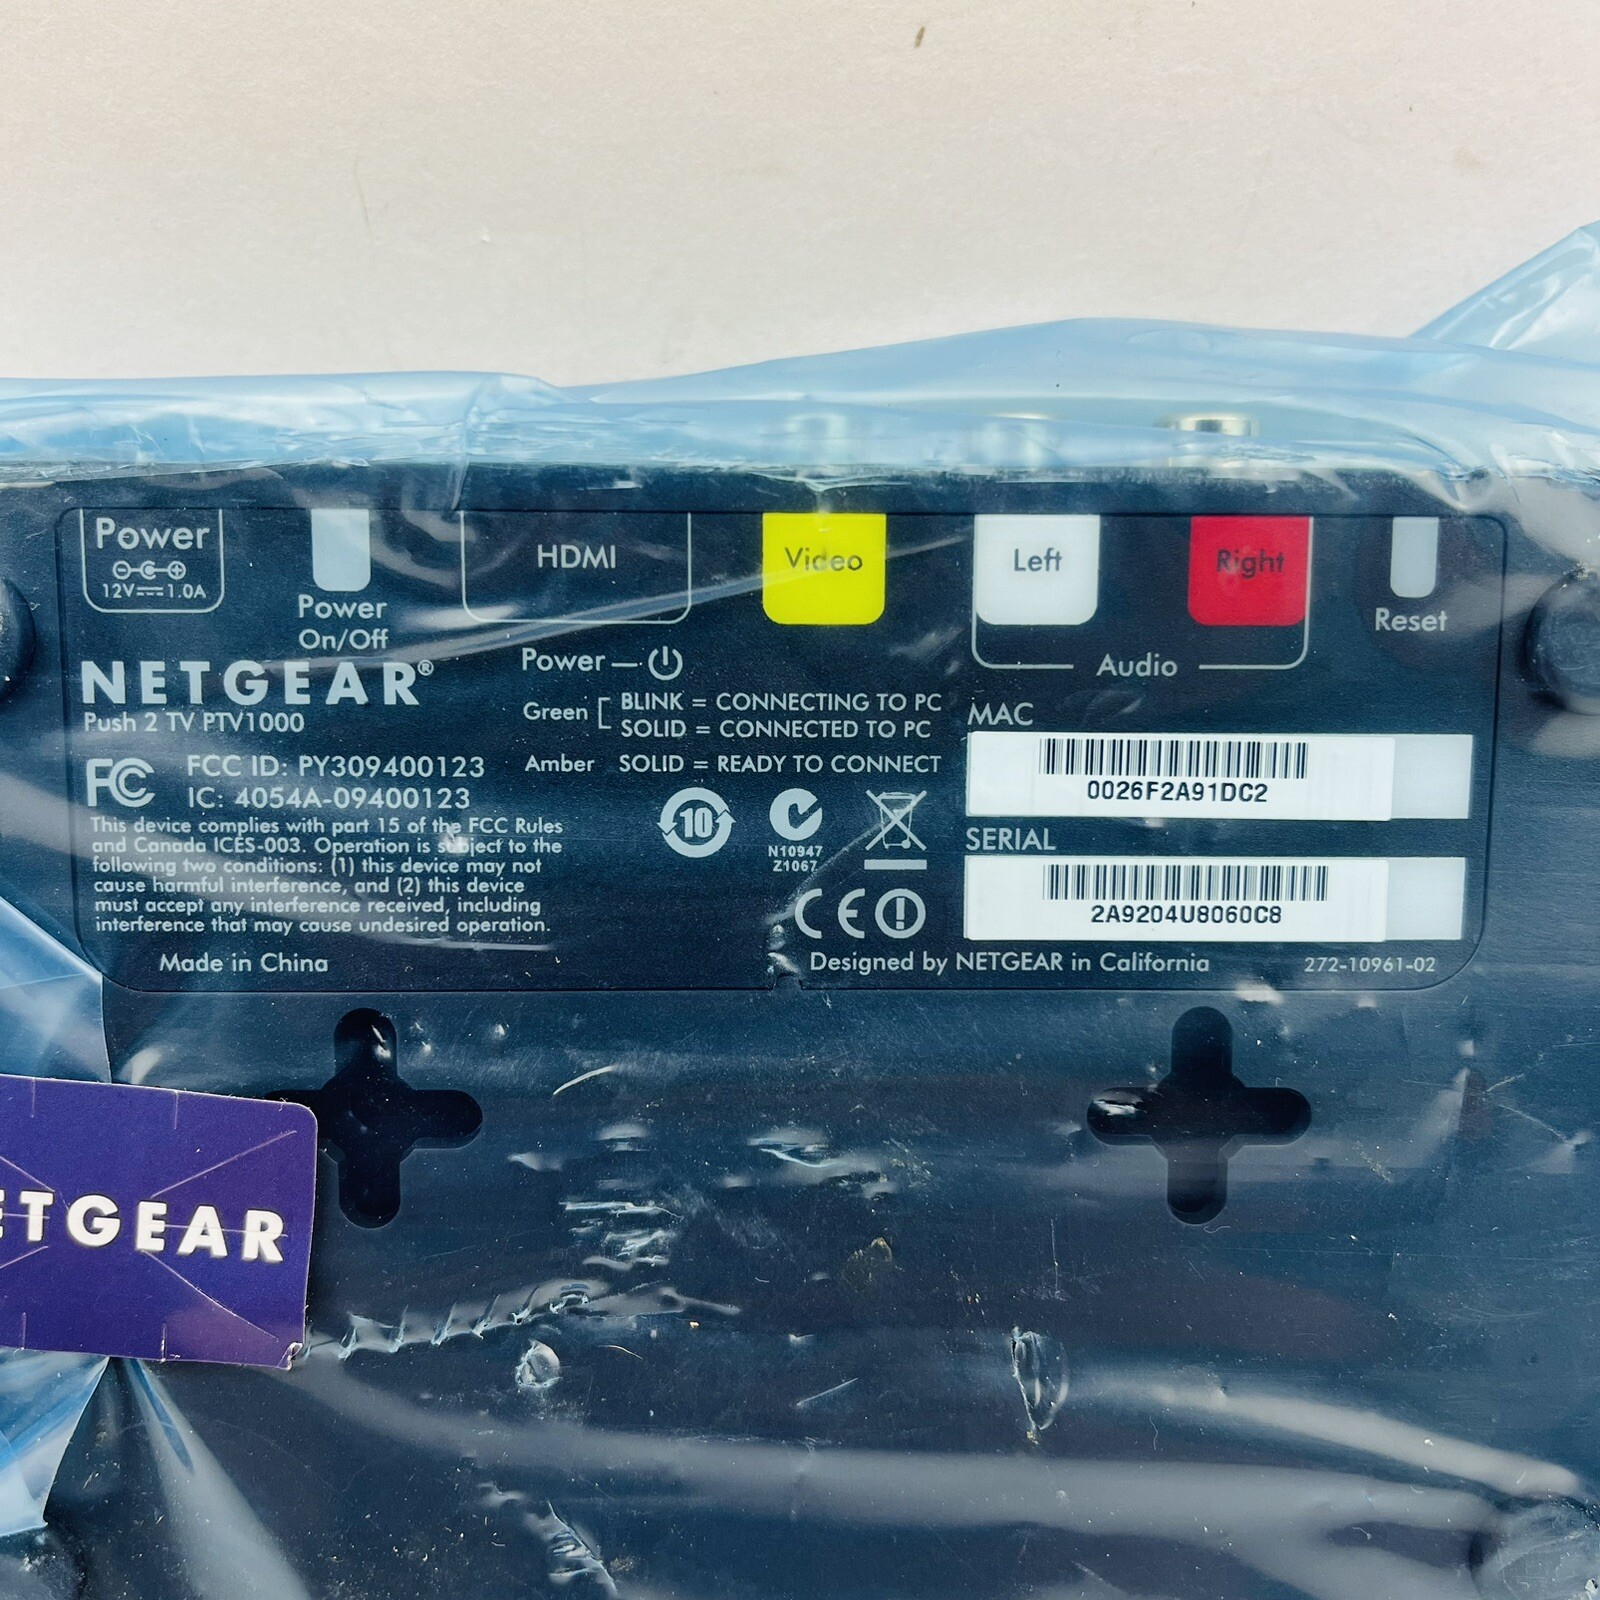 Power
12V⎓1.0A
Power
On/Off
HDMI
Video
Left
Right
Audio
Reset
NETGEAR®
Push 2 TV PTV1000
Power
Green
BLINK = CONNECTING TO PC
SOLID = CONNECTED TO PC
Amber SOLID = READY TO CONNECT
FC FCC ID: PY309400123
IC: 4054A-09400123
This device complies with part 15 of the FCC Rules
and Canada ICES-003. Operation is subject to the
following two conditions: (1) this device may not
cause harmful interference, and (2) this device
must accept any interference received, including
interference that may cause undesired operation.
Made in China
10
N10947
Z1067
CE
MAC
0026F2A91DC2
SERIAL
2A9204U8060C8
Designed by NETGEAR in California
272-10961-02
ETGEAR